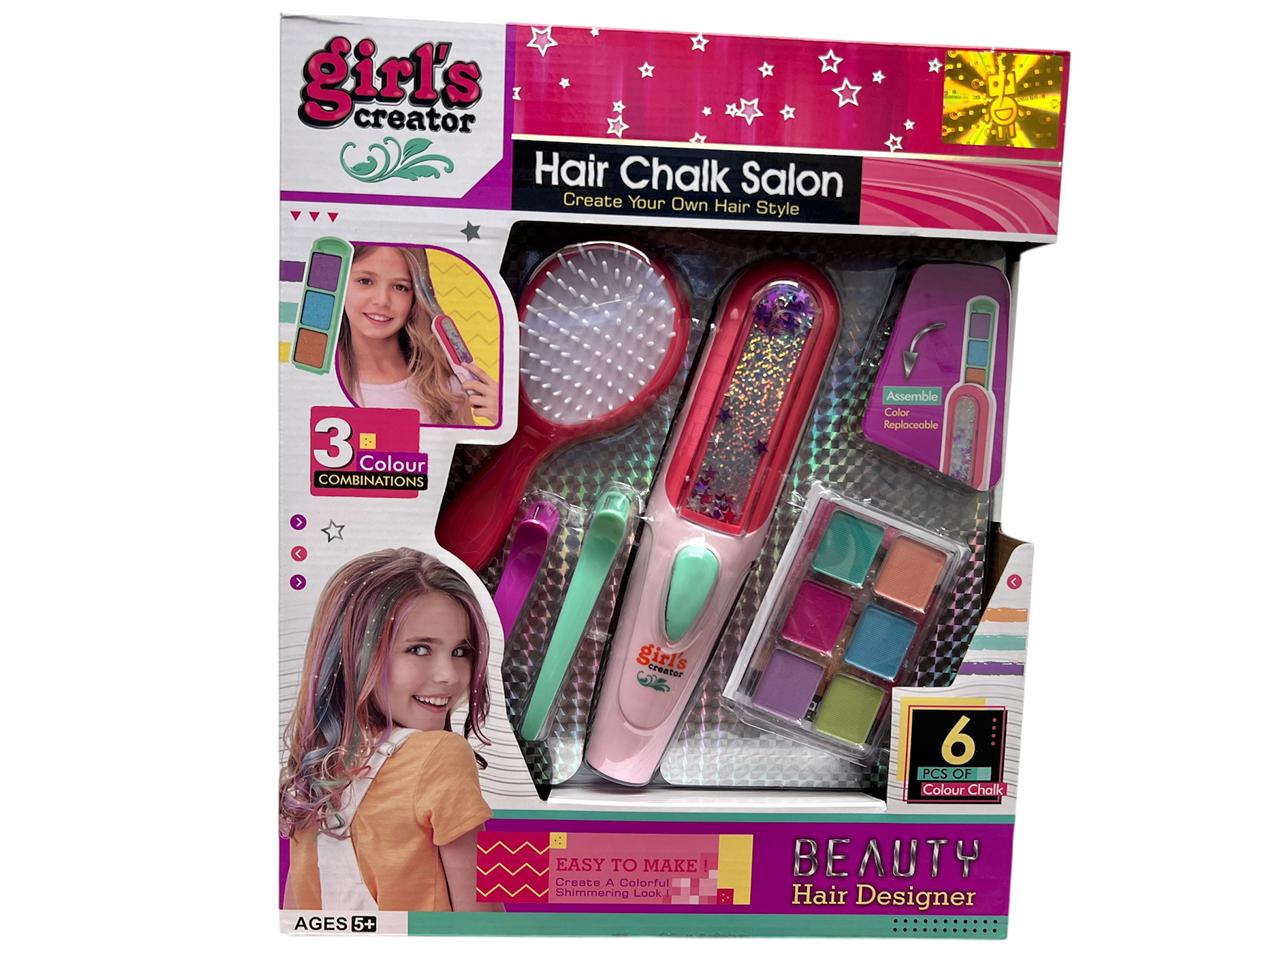 girl's
creator
Hair Chalk Salon
Create Your Own Hair Style
3
Colour
COMBINATIONS
Assemble
Color
Replaceable
girl's
creator
6
PCS OF
Colour Chalk
EASY TO MAKE !
Create A Colorful
Shimmering Look !
BEAUTY
Hair Designer
AGES 5+